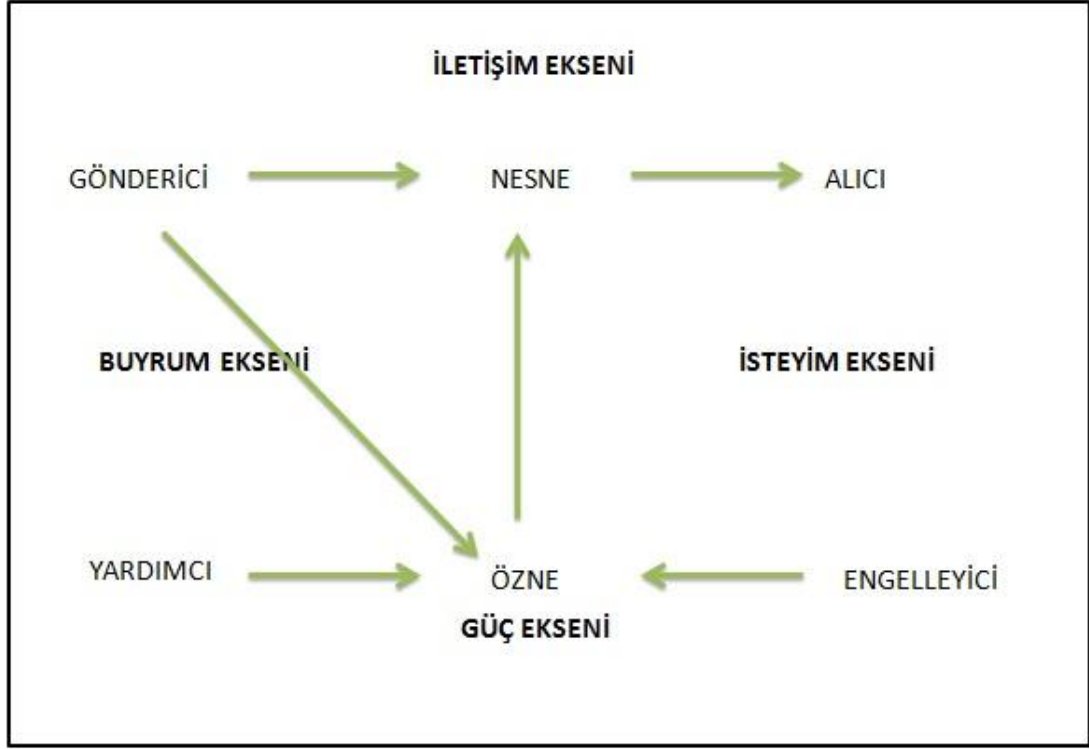 İLETİŞİM EKSENİ
GÖNDERİCİ NESNE ALICI
BUYRUM EKSENİ İSTEYİM EKSENİ
YARDIMCI ÖZNE ENGELLEYİCİ
GÜÇ EKSENİ